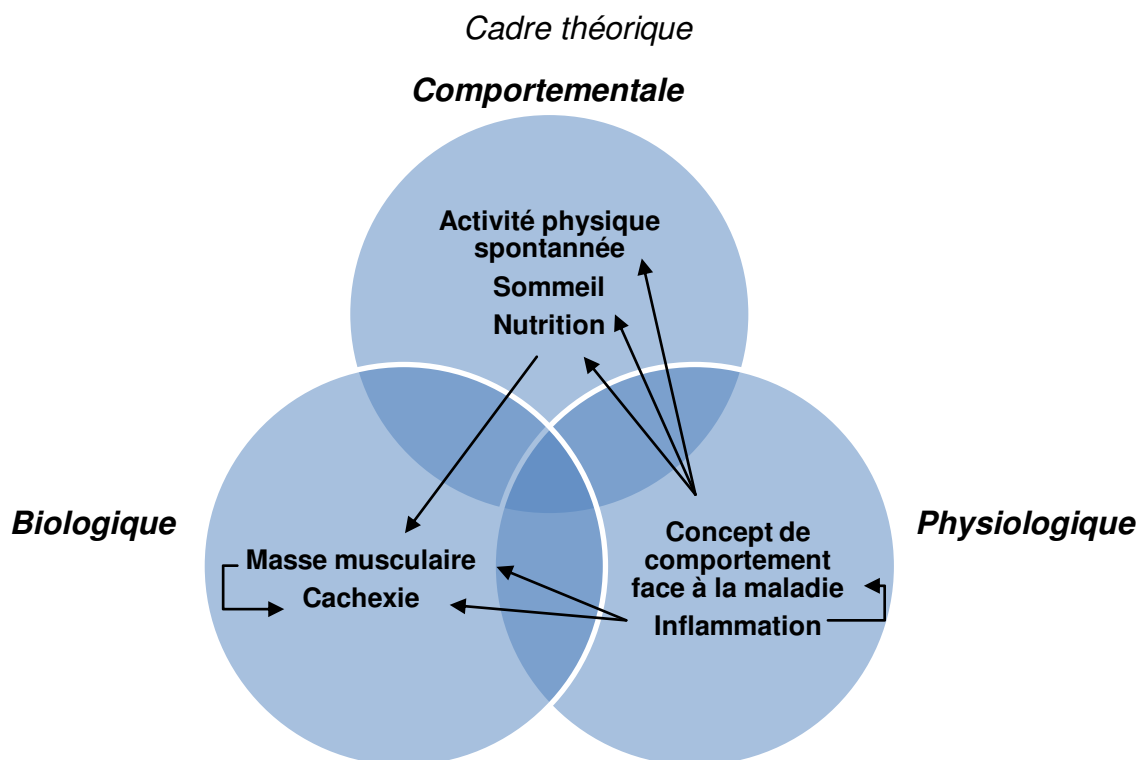 Cadre théorique
Comportementale
Activité physique
spontannée
Sommeil
Nutrition
Biologique
Physiologique
Masse musculaire
Cachexie
Concept de
comportement
face à la maladie
Inflammation